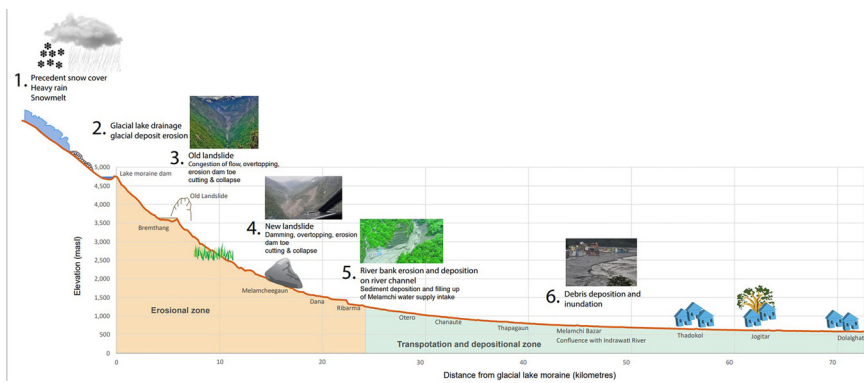 1. Precedent snow cover
Heavy rain
Snowmelt
2. Glacial lake drainage
glacial deposit erosion
3. Old landslide
Congestion of flow, overtopping,
erosion dam toe
cutting & collapse
4. New landslide
Damming, overtopping, erosion
dam toe
cutting & collapse
5. River bank erosion and deposition
on river channel
Sediment deposition and filling up
of Melamchi water supply intake
6. Debris deposition and
inundation
Elevation (masl)
5,000
4,500
4,000
3,500
3,000
2,500
2,000
1,500
1,000
500
0
Lake moraine dam
Old Landslide
Bremthang
Melamcheegaun
Dana
Ribarma
Otero
Chanaute
Thapagaun
Melamchi Bazar
Confluence with Indrawati River
Thadokol
Jogitar
Dolalghat
Erosional zone
Transpotation and depositional zone
0 10 20 30 40 50 60 70
Distance from glacial lake moraine (kilometres)